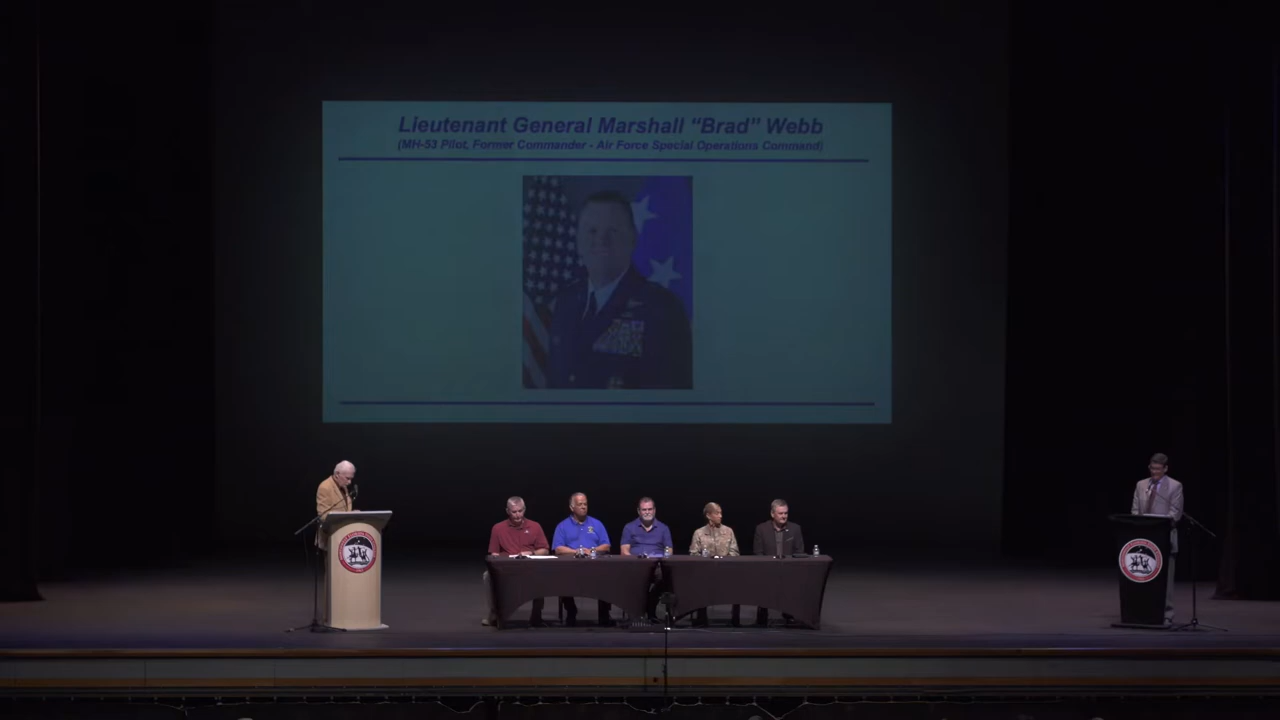 Lieutenant General Marshall “Brad” Webb
(MH-53 Pilot, Former Commander - Air Force Special Operations Command)